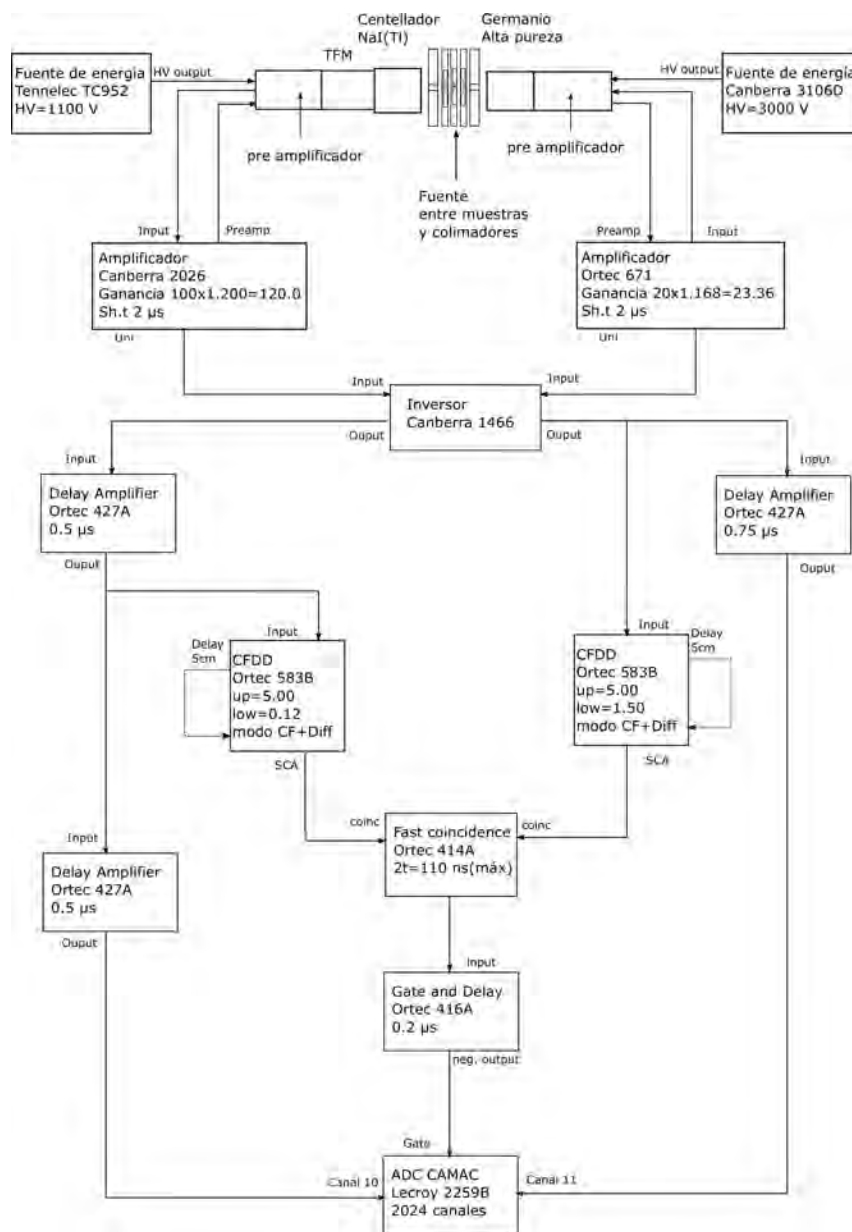 Centellador
NaI(Tl)
Germanio
Alta pureza
TFM
Fuente de energia
Tennelec TC952
HV=1100 V
HV output
HV output
Fuente de energía
Canberra 3106D
HV=3000 V
pre amplificador
pre amplificador
Fuente
entre muestras
y colimadores
Input
Preamp
Preamp
Input
Amplificador
Canberra 2026
Ganancia 100x1.200=120.0
Sh.t 2 µs
Amplificador
Ortec 671
Ganancia 20x1.168=23.36
Sh.t 2 µs
Uni
Uni
Input
Input
Inversor
Canberra 1466
Ouput
Ouput
Input
Input
Delay Amplifier
Ortec 427A
0.5 µs
Delay Amplifier
Ortec 427A
0.75 µs
Ouput
Ouput
Input
Input
Delay
5cm
Delay
5cm
CFDD
Ortec 583B
up=5.00
low=0.12
modo CF+Diff
CFDD
Ortec 583B
up=5.00
low=1.50
modo CF+Diff
SCA
SCA
coinc
coinc
Fast coincidence
Ortec 414A
2t=110 ns(máx)
Input
Delay Amplifier
Ortec 427A
0.5 µs
Ouput
Input
Gate and Delay
Ortec 416A
0.2 µs
neg. output
Gate
Canal 10
Canal 11
ADC CAMAC
Lecroy 2259B
2024 canales